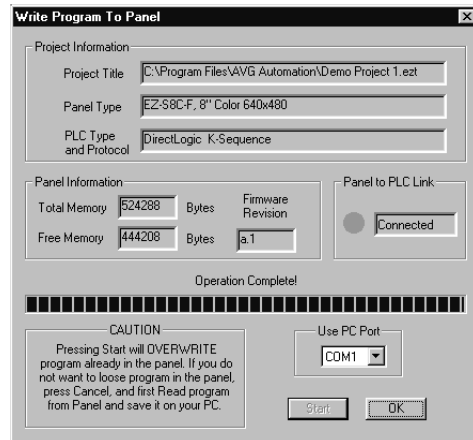 Write Program To Panel
Project Information
Project Title C:\Program Files\AVG Automation\Demo Project 1.ezt
Panel Type EZ-S8C-F, 8" Color 640x480
PLC Type
and Protocol DirectLogic K-Sequence
Panel Information
Total Memory 524288 Bytes
Free Memory 444208 Bytes
Firmware
Revision
a.1
Panel to PLC Link
Connected
Operation Complete!
CAUTION
Pressing Start will OVERWRITE
program already in the panel. If you do
not want to loose program in the panel,
press Cancel, and first Read program
from Panel and save it on your PC.
Use PC Port
COM1
Start
OK